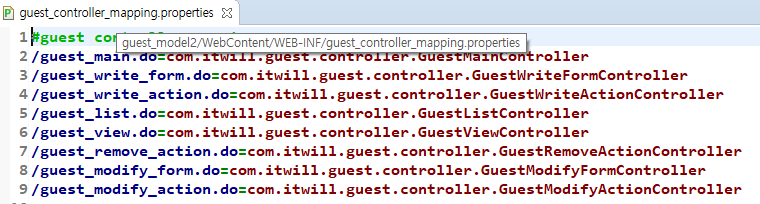 guest_controller_mapping.properties
#guest
guest_model2/WebContent/WEB-INF/guest_controller_mapping.properties
1
2 /guest_main.do=com.itwill.guest.controller.GuestMainController
3 /guest_write_form.do=com.itwill.guest.controller.GuestWriteFormController
4 /guest_write_action.do=com.itwill.guest.controller.GuestWriteActionController
5 /guest_list.do=com.itwill.guest.controller.GuestListController
6 /guest_view.do=com.itwill.guest.controller.GuestViewController
7 /guest_remove_action.do=com.itwill.guest.controller.GuestRemoveActionController
8 /guest_modify_form.do=com.itwill.guest.controller.GuestModifyFormController
9 /guest_modify_action.do=com.itwill.guest.controller.GuestModifyActionController